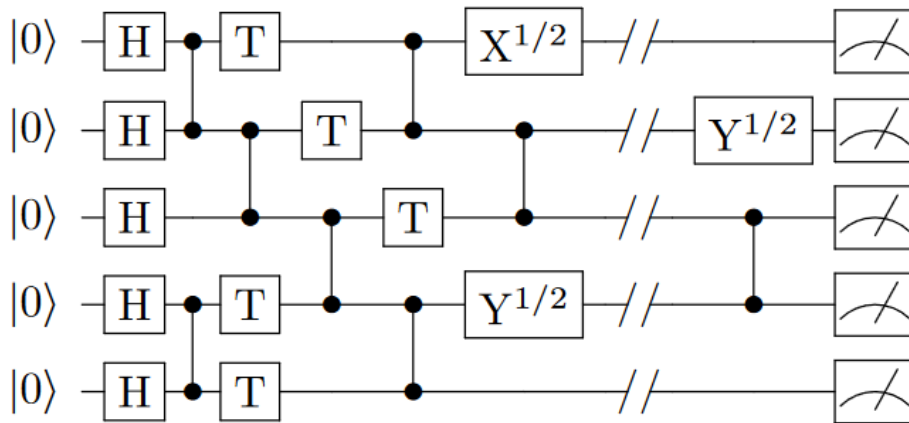 |0⟩ H T X^{1/2} //
|0⟩ H T // Y^{1/2}
|0⟩ H T //
|0⟩ H T Y^{1/2} //
|0⟩ H T //